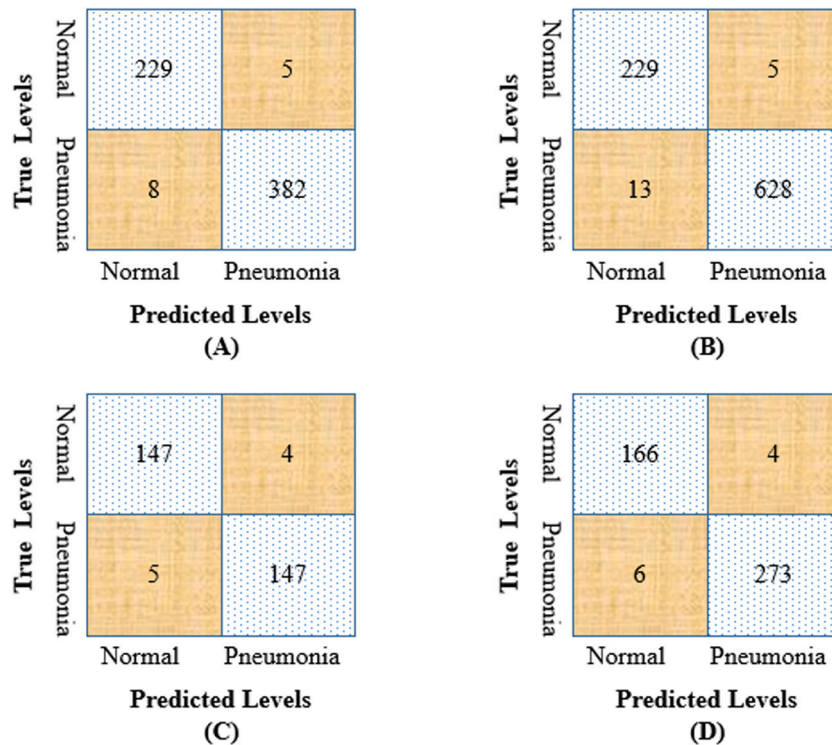 Normal
229 5
True Levels
Pneumonia
8 382
Normal Pneumonia
Predicted Levels
(A)
Normal
229 5
True Levels
Pneumonia
13 628
Normal Pneumonia
Predicted Levels
(B)
Normal
147 4
True Levels
Pneumonia
5 147
Normal Pneumonia
Predicted Levels
(C)
Normal
166 4
True Levels
Pneumonia
6 273
Normal Pneumonia
Predicted Levels
(D)